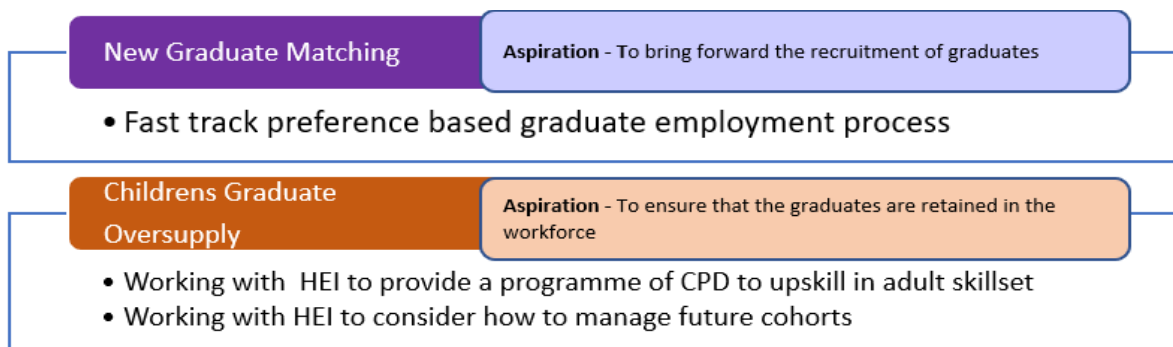 New Graduate Matching
Aspiration - To bring forward the recruitment of graduates
• Fast track preference based graduate employment process
Childrens Graduate
Oversupply
Aspiration - To ensure that the graduates are retained in the
workforce
• Working with  HEI to provide a programme of CPD to upskill in adult skillset
• Working with HEI to consider how to manage future cohorts